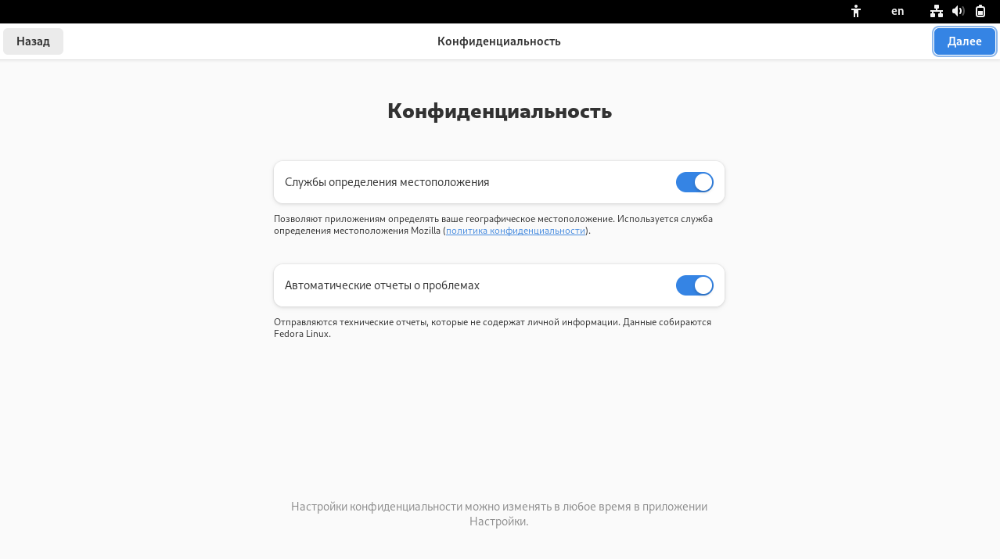 en
Назад
Конфиденциальность
Далее
Конфиденциальность
Службы определения местоположения
Позволяют приложениям определять ваше географическое местоположение. Используется служба
определения местоположения Mozilla (политика конфиденциальности).
Автоматические отчеты о проблемах
Отправляются технические отчеты, которые не содержат личной информации. Данные собираются
Fedora Linux.
Настройки конфиденциальности можно изменять в любое время в приложении
Настройки.